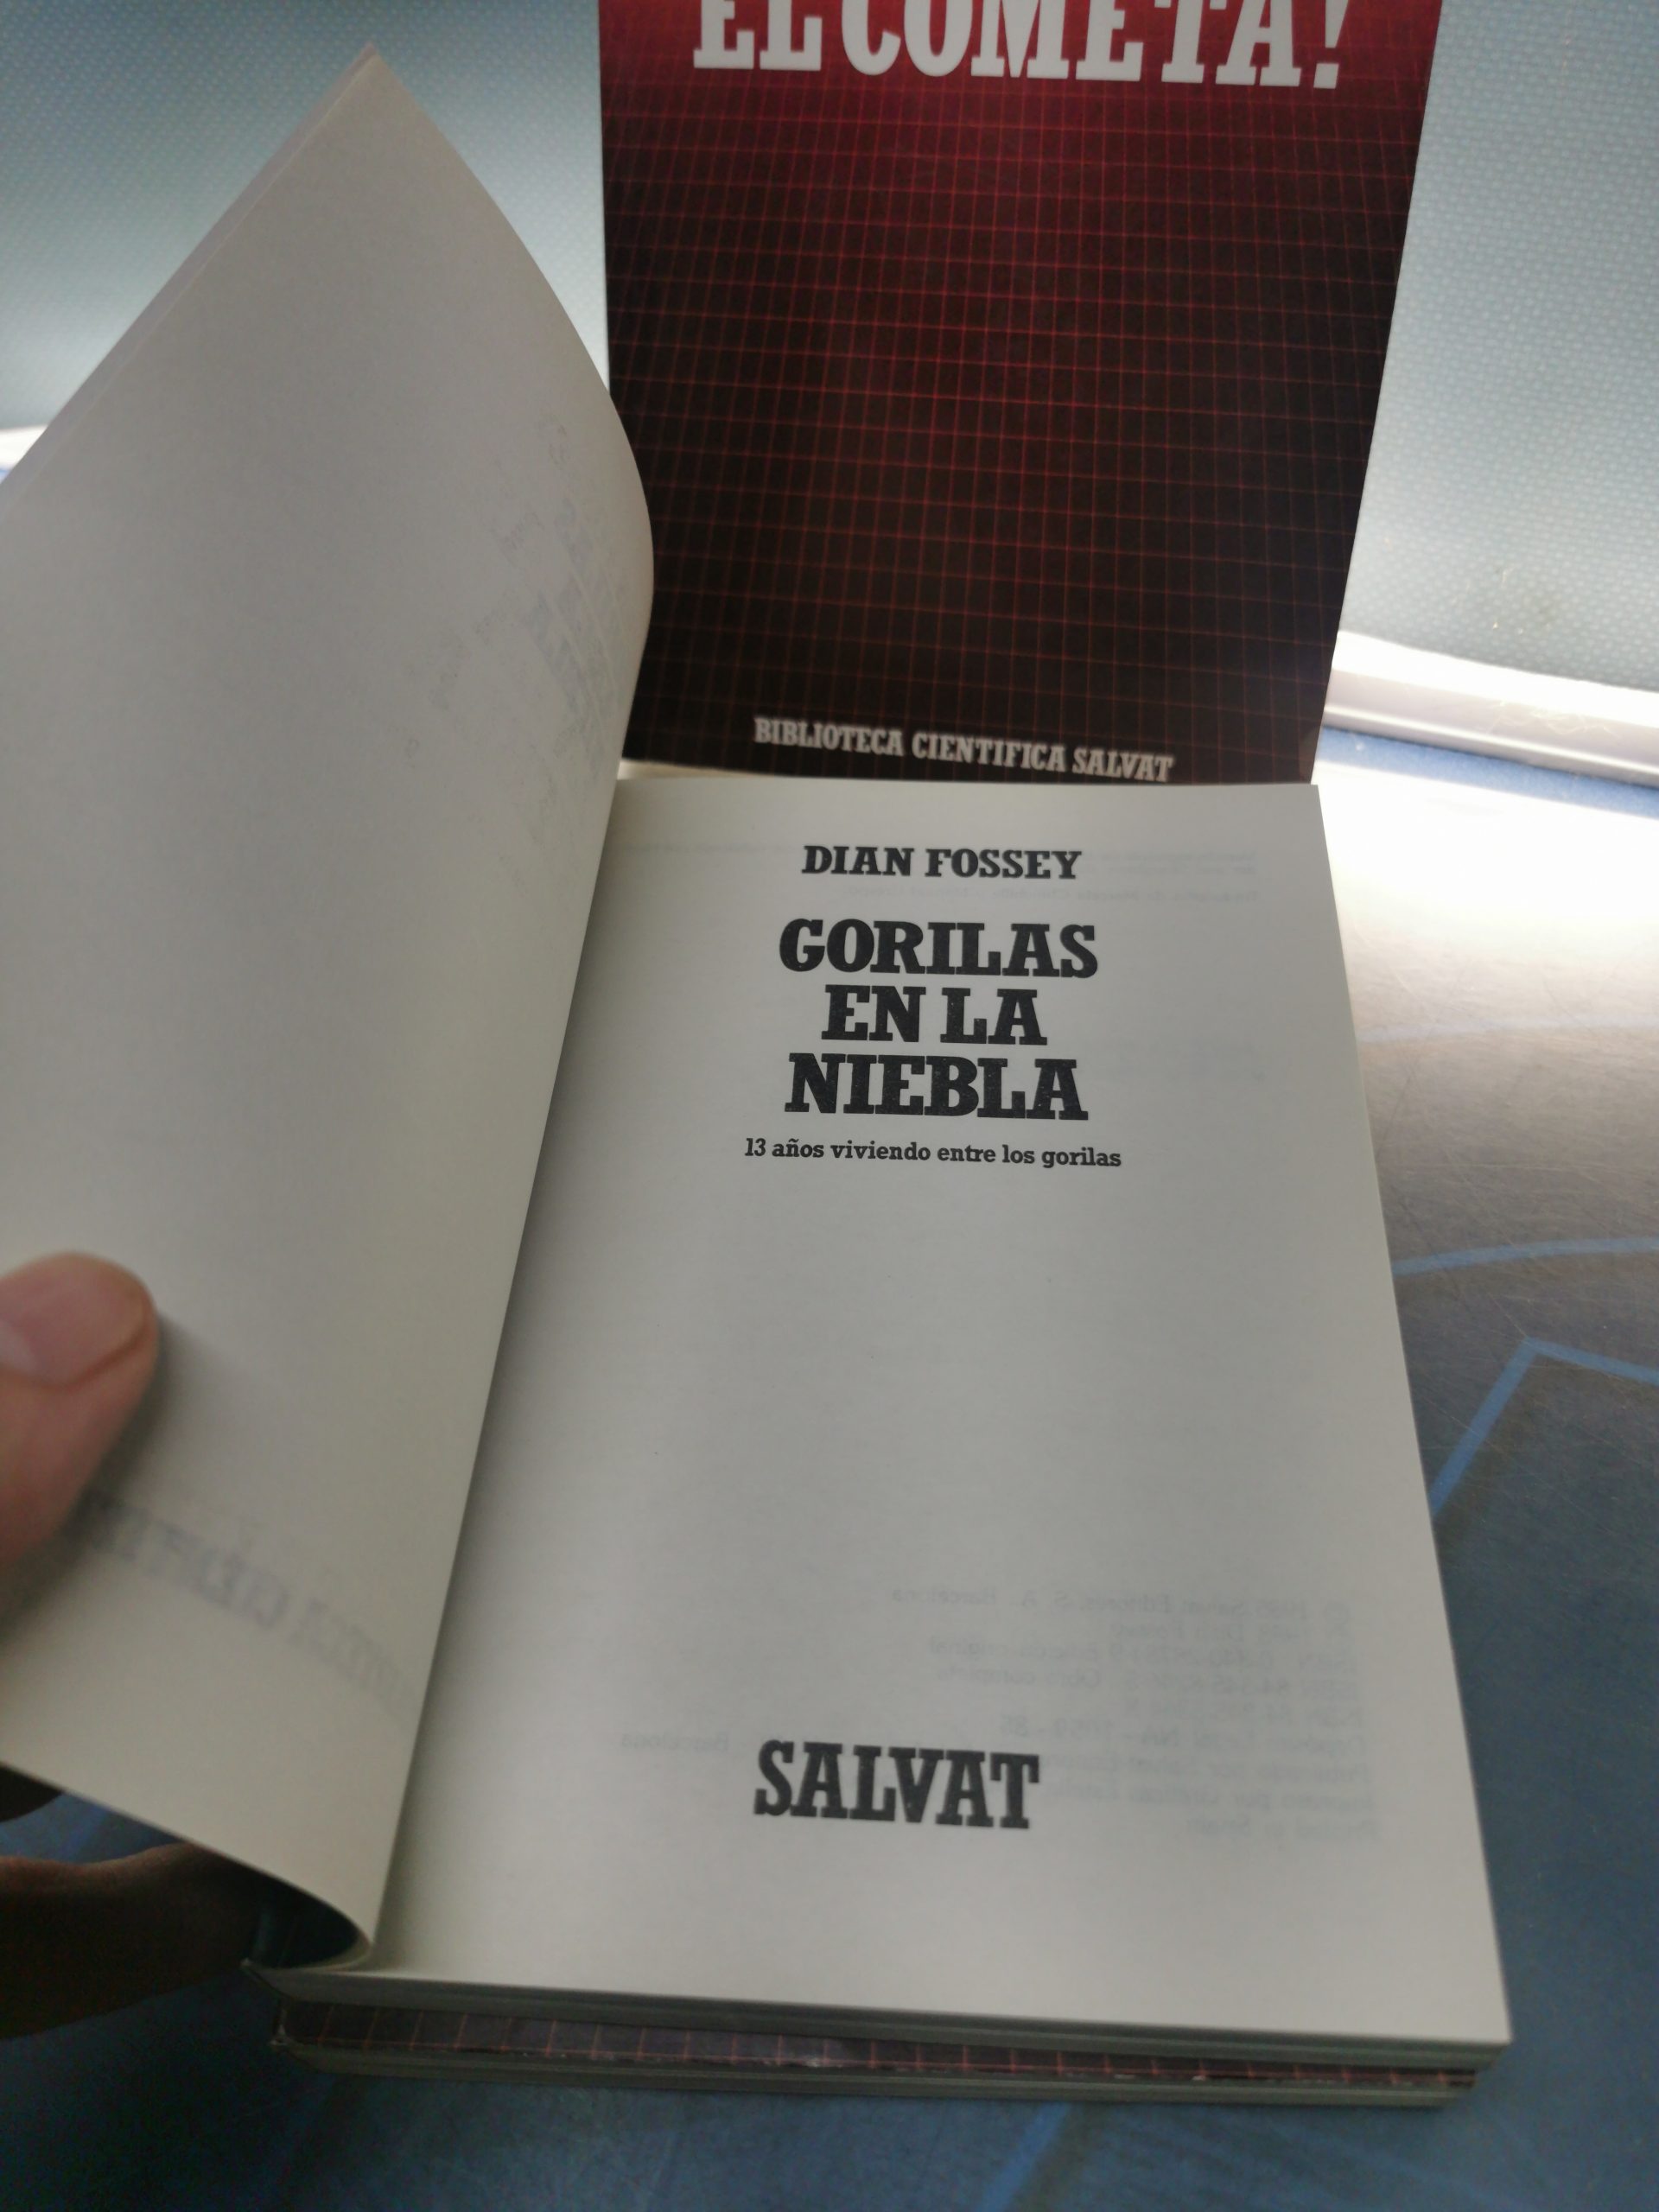 EL COMETA!
BIBLIOTECA CIENTIFICA SALVAT
DIAN FOSSEY
GORILAS
EN LA
NIEBLA
13 años viviendo entre los gorilas
SALVAT